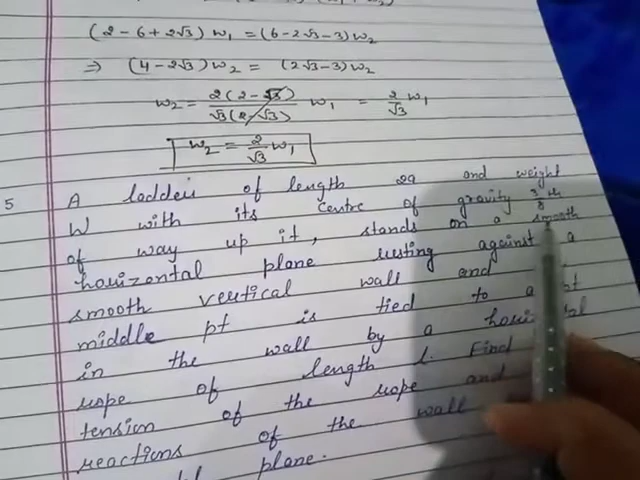 (2-6+2√3) w₁ = (6-2√3-3) w₂
⇒ (4-2√3) w₂ = (2√3-3) w₂
w₂ = 2(2-√3) / √3(2-√3) w₁ = 2/√3 w₁
w₂ = 2/√3 w₁
5 A ladder of length 2a and weight
W with its centre of gravity 3/8 th
of way up it, stands on a smooth
horizontal plane resting against a
smooth vertical wall and
middle pt is tied to a
in the wall by a
rope of length l. Find
tension of the rope and
reactions of the wall
plane.